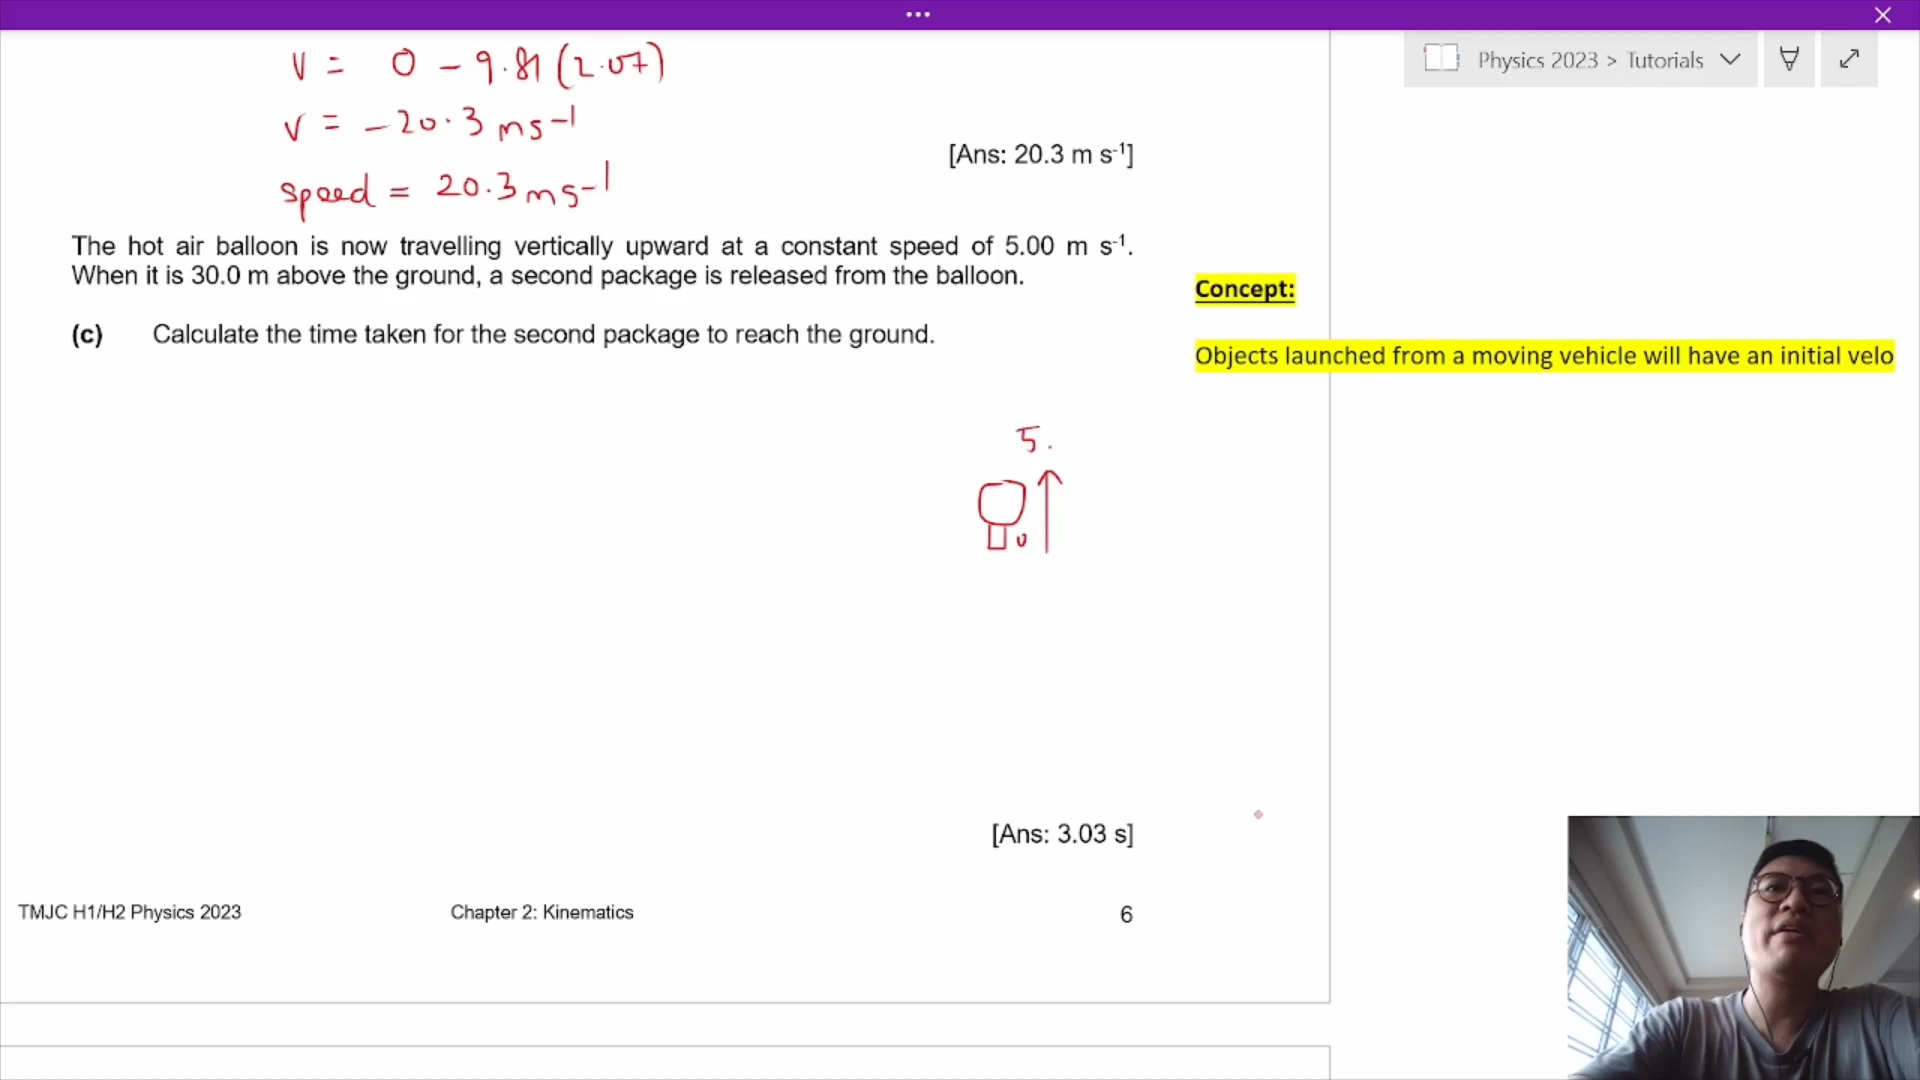 ...
Physics 2023 > Tutorials
v = 0 - 9.81 (2.07)
v = -20.3 ms-1
[Ans: 20.3 m s-1]
speed = 20.3 ms-1
The hot air balloon is now travelling vertically upward at a constant speed of 5.00 m s-1.
When it is 30.0 m above the ground, a second package is released from the balloon.
Concept:
(c) Calculate the time taken for the second package to reach the ground.
Objects launched from a moving vehicle will have an initial velo
5.
[Ans: 3.03 s]
TMJC H1/H2 Physics 2023
Chapter 2: Kinematics
6